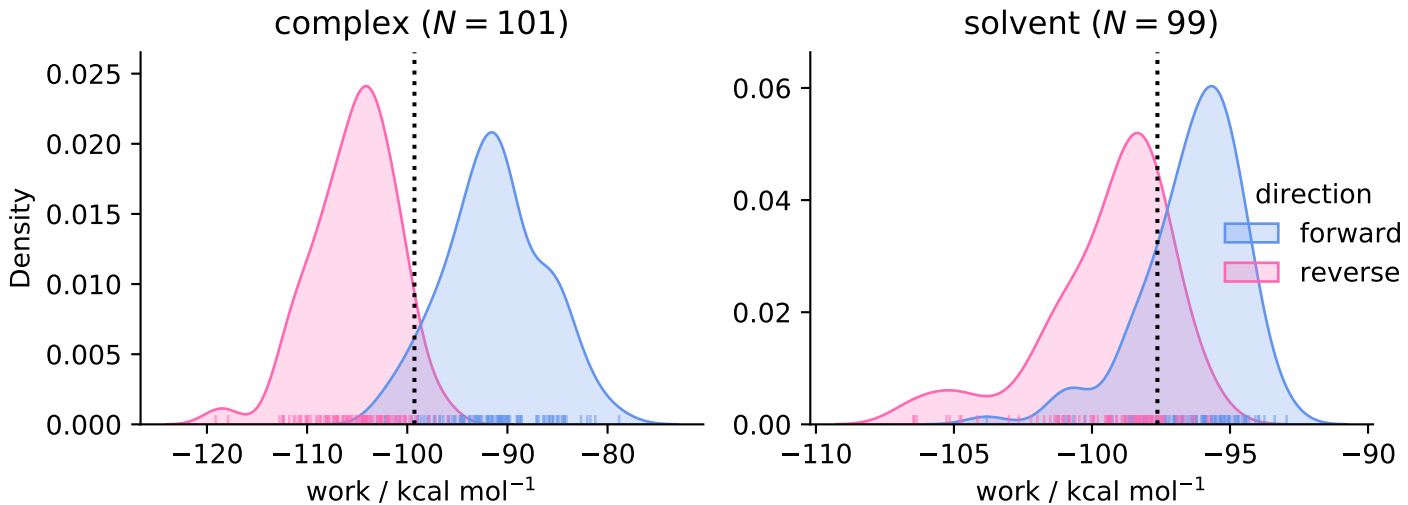 complex (N = 101)
Density
0.025
0.020
0.015
0.010
0.005
0.000
−120
−110
−100
−90
−80
work / kcal mol⁻¹
solvent (N = 99)
0.06
0.04
0.02
0.00
−110
−105
−100
−95
−90
work / kcal mol⁻¹
direction
forward
reverse